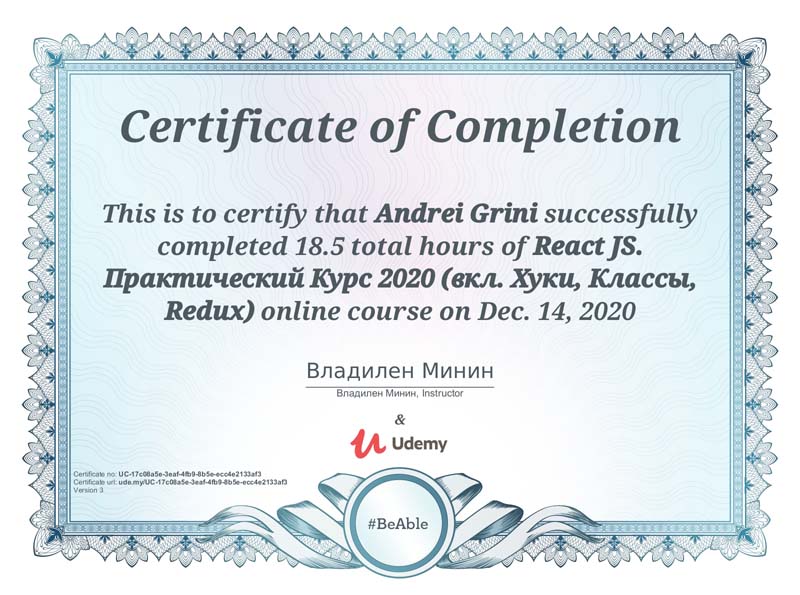 Certificate of Completion
This is to certify that Andrei Grini successfully
completed 18.5 total hours of React JS.
Практический Курс 2020 (вкл. Хуки, Классы,
Redux) online course on Dec. 14, 2020
Владилен Минин
Владилен Минин, Instructor
&
Udemy
Certificate no: UC-17c08a5e-3eaf-4fb9-8b5e-ecc4e2133af3
Certificate url: ude.my/UC-17c08a5e-3eaf-4fb9-8b5e-ecc4e2133af3
Version 3
#BeAble